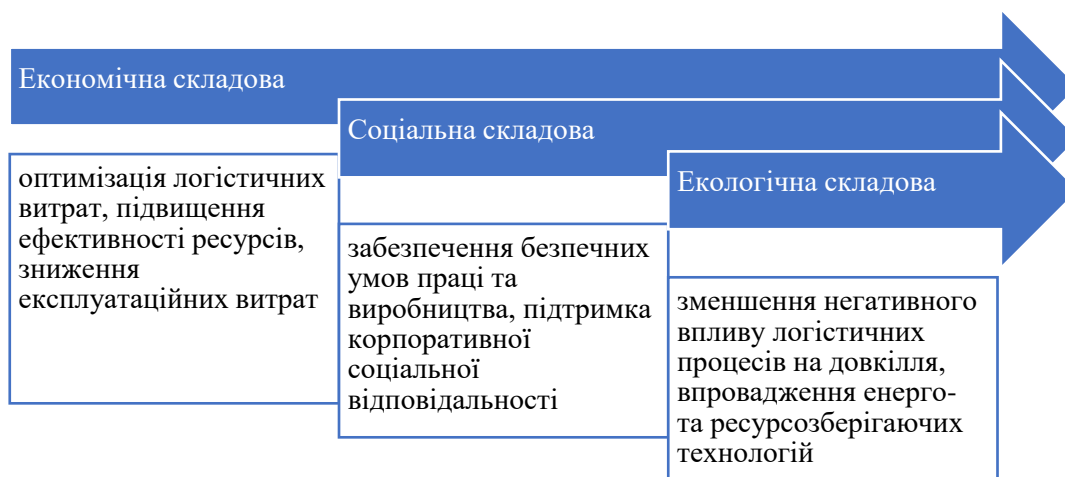 Економічна складова
оптимізація логістичних
витрат, підвищення
ефективності ресурсів,
зниження
експлуатаційних витрат
Соціальна складова
забезпечення безпечних
умов праці та
виробництва, підтримка
корпоративної
соціальної
відповідальності
Екологічна складова
зменшення негативного
впливу логістичних
процесів на довкілля,
впровадження енерго-
та ресурсозберігаючих
технологій